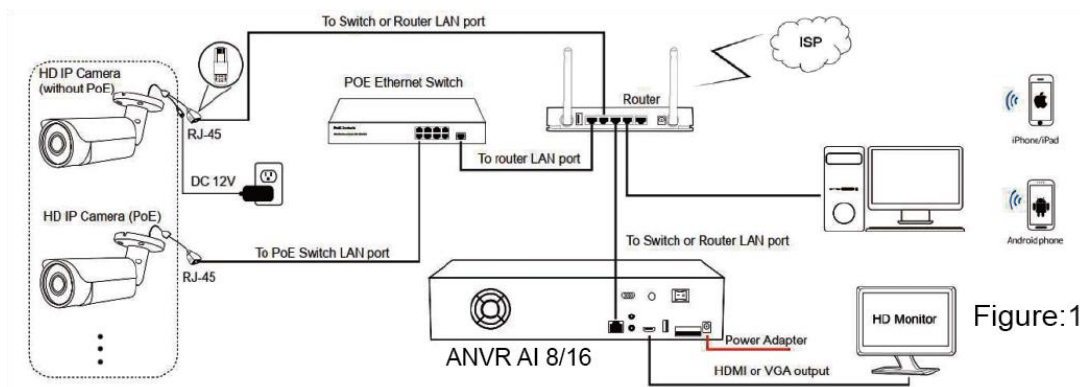 To Switch or Router LAN port
ISP
HD IP Camera
(without PoE)
POE Ethernet Switch
Router
RJ-45
To router LAN port
iPhone/iPad
DC 12V
HD IP Camera (PoE)
To PoE Switch LAN port
To Switch or Router LAN port
Android phone
RJ-45
HD Monitor
Figure:1
Power Adapter
ANVR AI 8/16
HDMI or VGA output